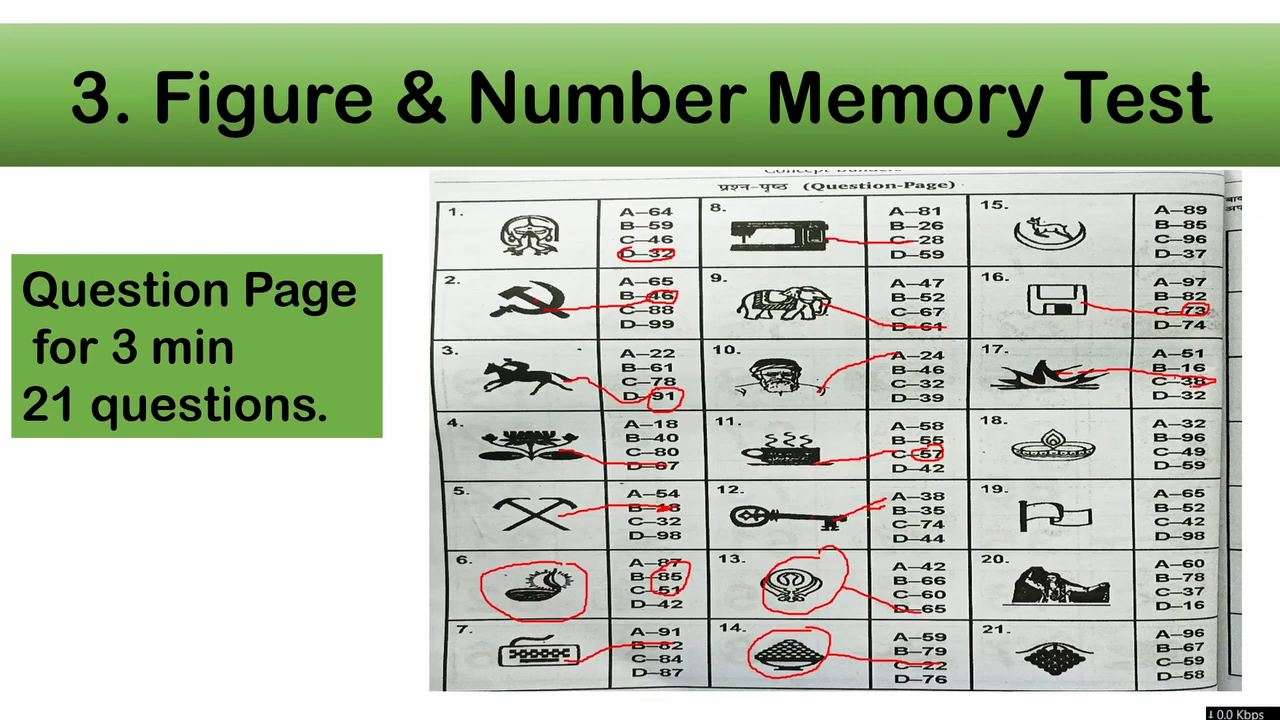 3. Figure & Number Memory Test
Question Page
for 3 min
21 questions.
Concept Builders
प्रश्न-पृष्ठ (Question-Page)
1.
A–64
B–59
C–46
D–32
2.
A–65
B–46
C–88
D–99
3.
A–22
B–61
C–78
D–91
4.
A–18
B–40
C–80
D–67
5.
A–54
B–18
C–32
D–98
6.
A–87
B–85
C–51
D–42
7.
A–91
B–82
C–84
D–87
8.
A–81
B–26
C–28
D–59
9.
A–47
B–52
C–67
D–61
10.
A–24
B–46
C–32
D–39
11.
A–58
B–55
C–57
D–42
12.
A–38
B–35
C–74
D–44
13.
A–42
B–66
C–60
D–65
14.
A–59
B–79
C–22
D–76
15.
A–89
B–85
C–96
D–37
16.
A–97
B–82
C–73
D–74
17.
A–51
B–16
C–38
D–32
18.
A–32
B–96
C–49
D–59
19.
A–65
B–52
C–42
D–98
20.
A–60
B–78
C–37
D–16
21.
A–96
B–67
C–59
D–58
0.0 Kbps